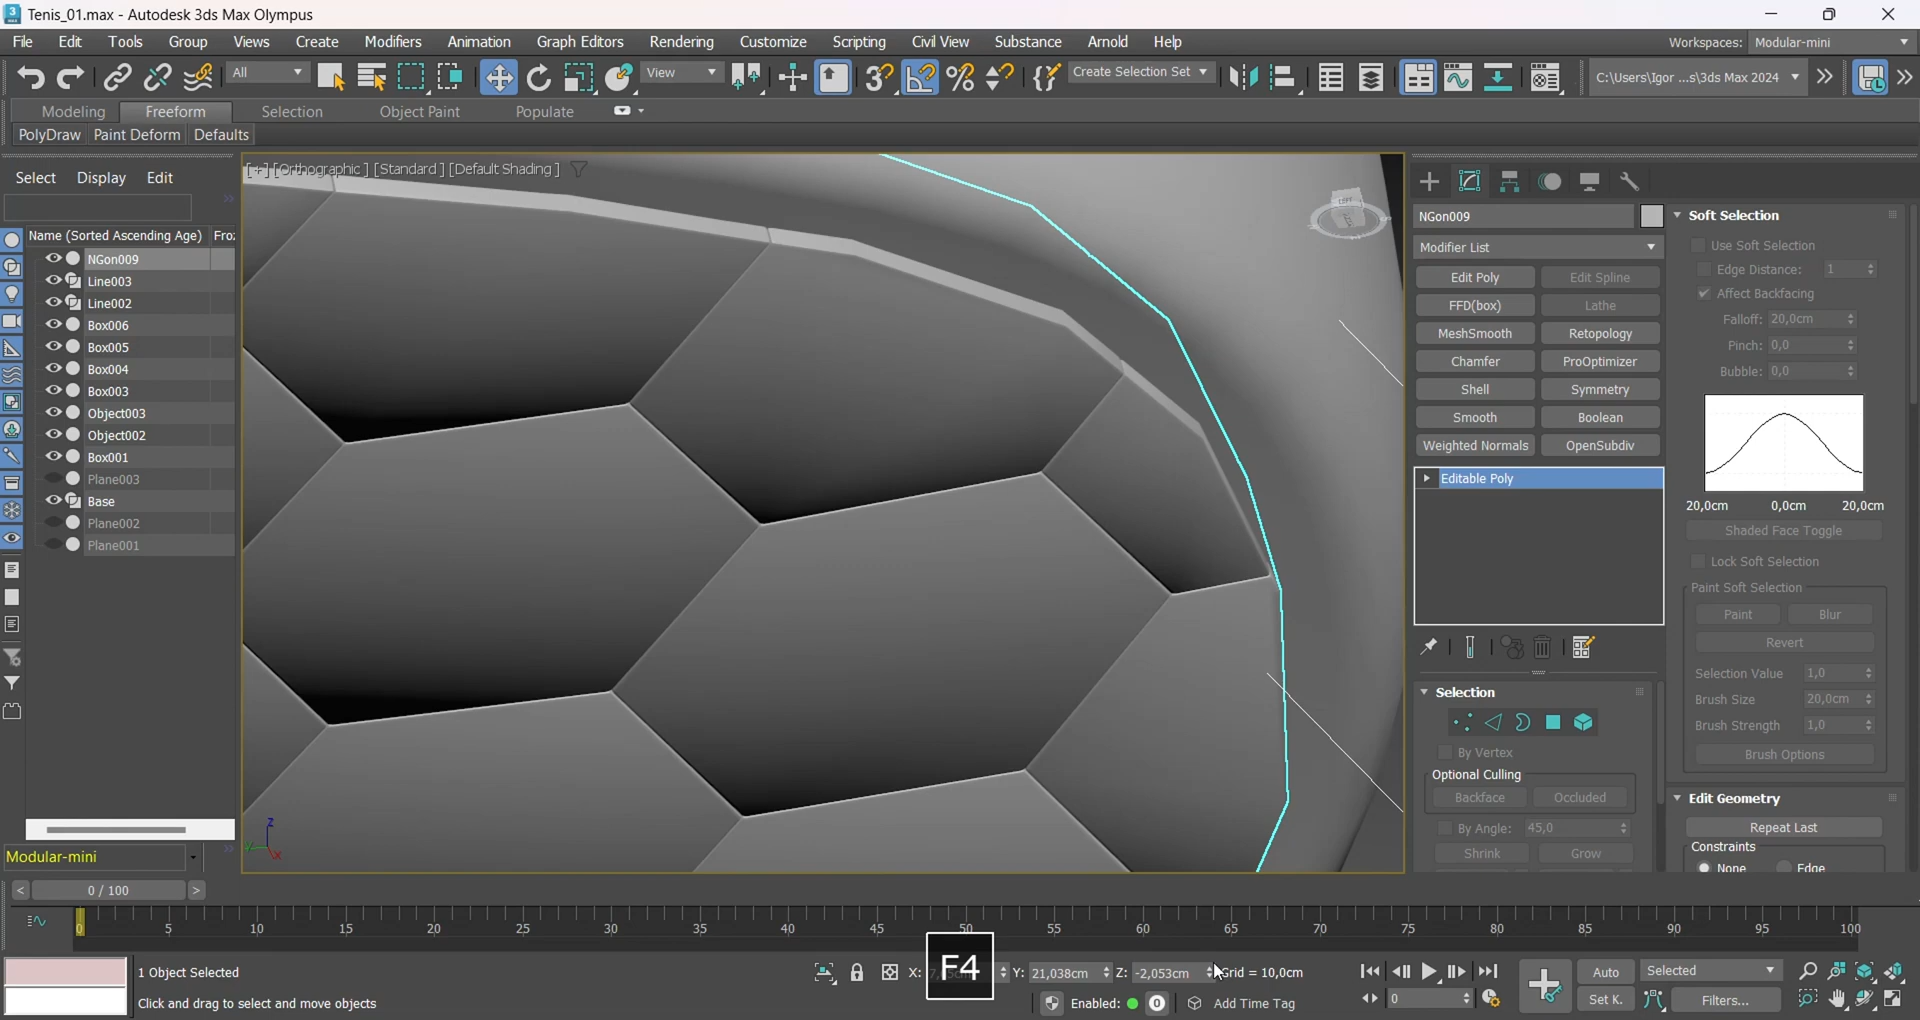 Tenis_01.max - Autodesk 3ds Max Olympus
File Edit Tools Group Views Create Modifiers Animation Graph Editors Rendering Customize Scripting Civil View Substance Arnold Help Workspaces: Modular-mini
All View Create Selection Set C:\Users\Igor ...s\3ds Max 2024
Modeling Freeform Selection Object Paint Populate
PolyDraw Paint Deform Defaults
Select Display Edit
[+] [Orthographic ] [Standard ] [Default Shading ]
Name (Sorted Ascending Age) Fro
NGon009
Line003
Line002
Box006
Box005
Box004
Box003
Object003
Object002
Box001
Plane003
Base
Plane002
Plane001
Modular-mini
NGon009
Modifier List
Edit Poly Edit Spline
FFD(box) Lathe
MeshSmooth Retopology
Chamfer ProOptimizer
Shell Symmetry
Smooth Boolean
Weighted Normals OpenSubdiv
Editable Poly
Selection
By Vertex
Optional Culling
Backface Occluded
By Angle: 45,0
Shrink Grow
Soft Selection
Use Soft Selection
Edge Distance: 1
Affect Backfacing
Falloff: 20,0cm
Pinch: 0,0
Bubble: 0,0
20,0cm 0,0cm 20,0cm
Shaded Face Toggle
Lock Soft Selection
Paint Soft Selection
Paint Blur
Revert
Selection Value 1,0
Brush Size 20,0cm
Brush Strength 1,0
Brush Options
Edit Geometry
Repeat Last
Constraints
None Edge
< 0 / 100 >
0 5 10 15 20 25 30 35 40 45 50 55 60 65 70 75 80 85 90 95 100
F4
1 Object Selected
X: Y: 21,038cm Z: -2,053cm Grid = 10,0cm
Auto Selected
Click and drag to select and move objects
Enabled: 0 Add Time Tag
0
Set K. Filters...